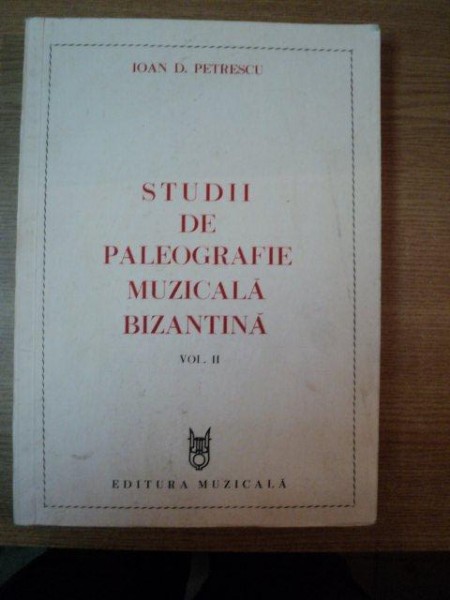 IOAN D. PETRESCU
STUDII
DE
PALEOGRAFIE
MUZICALĂ
BIZANTINĂ
VOL. II
EDITURA MUZICALĂ